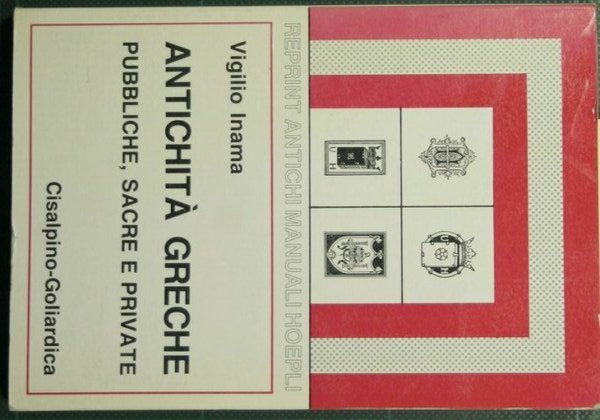 REPRINT ANTICHI MANUALI HOEPLI
Vigilio Inama
ANTICHITÀ GRECHE
PUBBLICHE, SACRE E PRIVATE
Cisalpino-Goliardica
U H